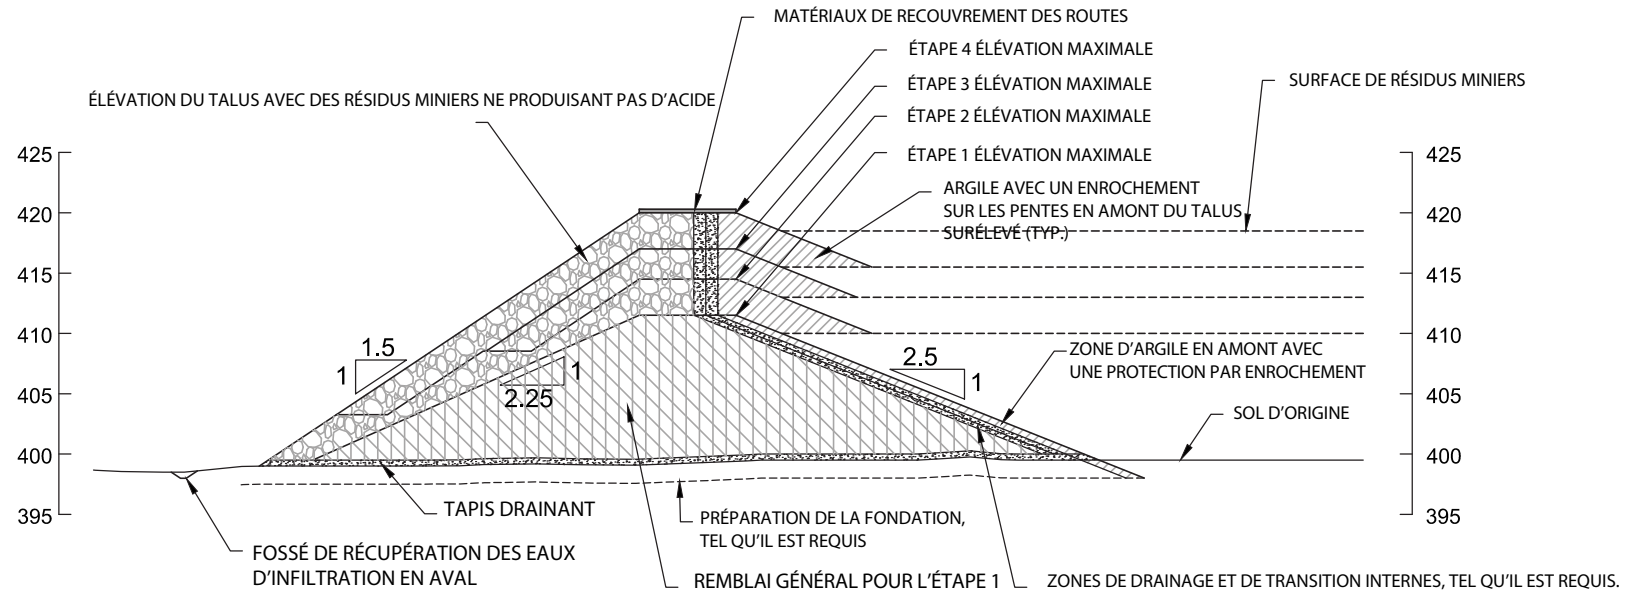 MATÉRIAUX DE RECOUVREMENT DES ROUTES
ÉTAPE 4 ÉLÉVATION MAXIMALE
ÉTAPE 3 ÉLÉVATION MAXIMALE
SURFACE DE RÉSIDUS MINIERS
ÉLÉVATION DU TALUS AVEC DES RÉSIDUS MINIERS NE PRODUISANT PAS D'ACIDE
ÉTAPE 2 ÉLÉVATION MAXIMALE
ÉTAPE 1 ÉLÉVATION MAXIMALE
425
425
ARGILE AVEC UN ENROCHEMENT
SUR LES PENTES EN AMONT DU TALUS
SURÉLEVÉ (TYP.)
420
420
415
415
410
410
1.5
1
2.5
1
ZONE D'ARGILE EN AMONT AVEC
UNE PROTECTION PAR ENROCHEMENT
1
2.25
405
405
SOL D'ORIGINE
400
400
395
395
TAPIS DRAINANT
PRÉPARATION DE LA FONDATION,
TEL QU'IL EST REQUIS
FOSSÉ DE RÉCUPÉRATION DES EAUX
D'INFILTRATION EN AVAL
REMBLAI GÉNÉRAL POUR L'ÉTAPE 1
ZONES DE DRAINAGE ET DE TRANSITION INTERNES, TEL QU'IL EST REQUIS.